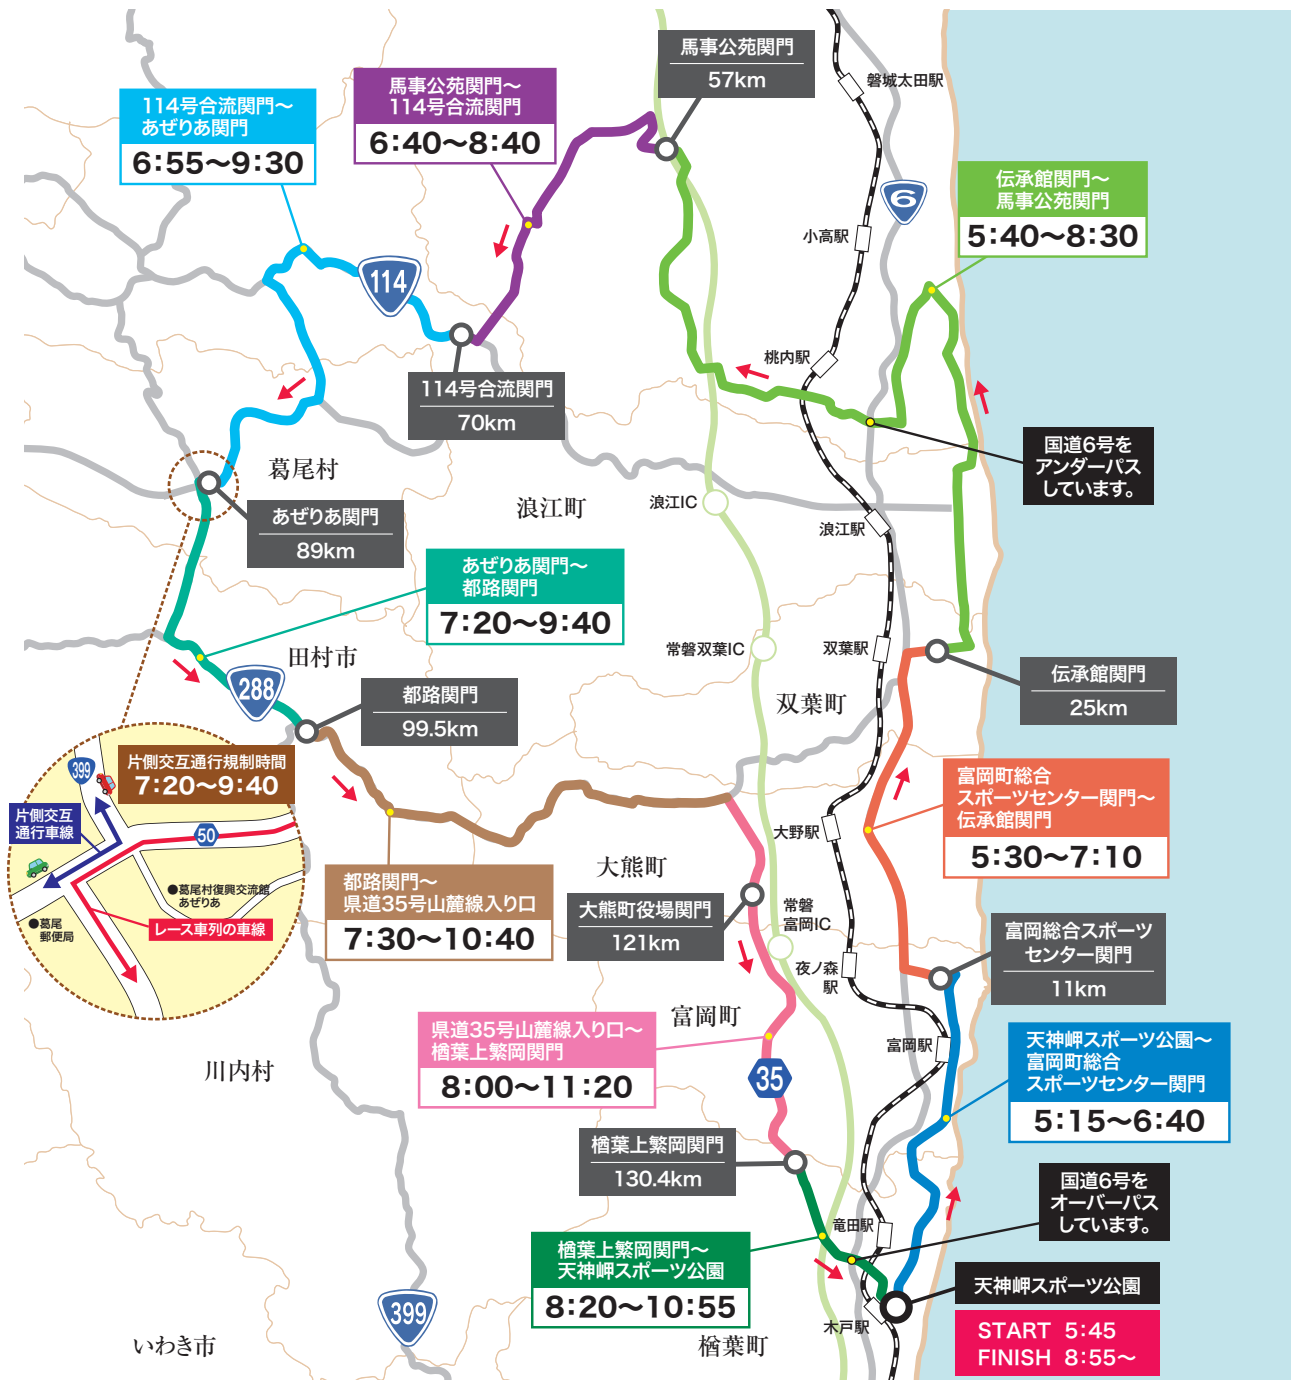 馬事公苑関門
57km
磐城太田駅
馬事公苑関門〜
114号合流関門
6:40〜8:40
114号合流関門〜
あぜりあ関門
6:55〜9:30
伝承館関門〜
馬事公苑関門
5:40〜8:30
6
小高駅
114
桃内駅
114号合流関門
70km
国道6号を
アンダーパス
しています。
葛尾村
浪江町
浪江IC
浪江駅
あぜりあ関門
89km
あぜりあ関門〜
都路関門
7:20〜9:40
田村市
常磐双葉IC
双葉駅
伝承館関門
25km
288
都路関門
99.5km
双葉町
片側交互通行規制時間
7:20〜9:40
399
片側交互
通行車線
50
●葛尾村復興交流館
あぜりあ
●葛尾
郵便局
レース車列の車線
富岡町総合
スポーツセンター関門〜
伝承館関門
5:30〜7:10
大野駅
大熊町
都路関門〜
県道35号山麓線入り口
7:30〜10:40
大熊町役場関門
121km
常磐
富岡IC
夜ノ森
駅
富岡総合スポーツ
センター関門
11km
富岡町
県道35号山麓線入り口〜
楢葉上繁岡関門
8:00〜11:20
35
富岡駅
天神岬スポーツ公園〜
富岡町総合
スポーツセンター関門
5:15〜6:40
川内村
楢葉上繁岡関門
130.4km
国道6号を
オーバーパス
しています。
竜田駅
楢葉上繁岡関門〜
天神岬スポーツ公園
8:20〜10:55
天神岬スポーツ公園
399
木戸駅
START 5:45
FINISH 8:55〜
いわき市
楢葉町